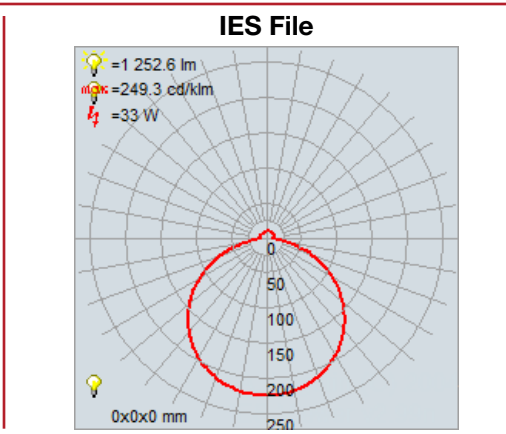 IES File
=1 252.6 lm
max =249.3 cd/klm
=33 W
0
50
100
150
200
250
0x0x0 mm